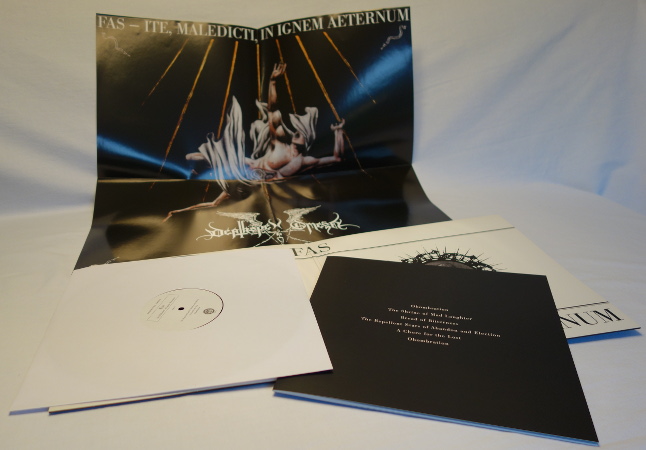 FAS – ITE, MALEDICTI, IN IGNEM AETERNUM
FAS
NUM
Obombration
The Shrine of Mad Laughter
Bread of Bitterness
The Repellent Scars of Abandon and Election
A Chore for the Lost
Obombration